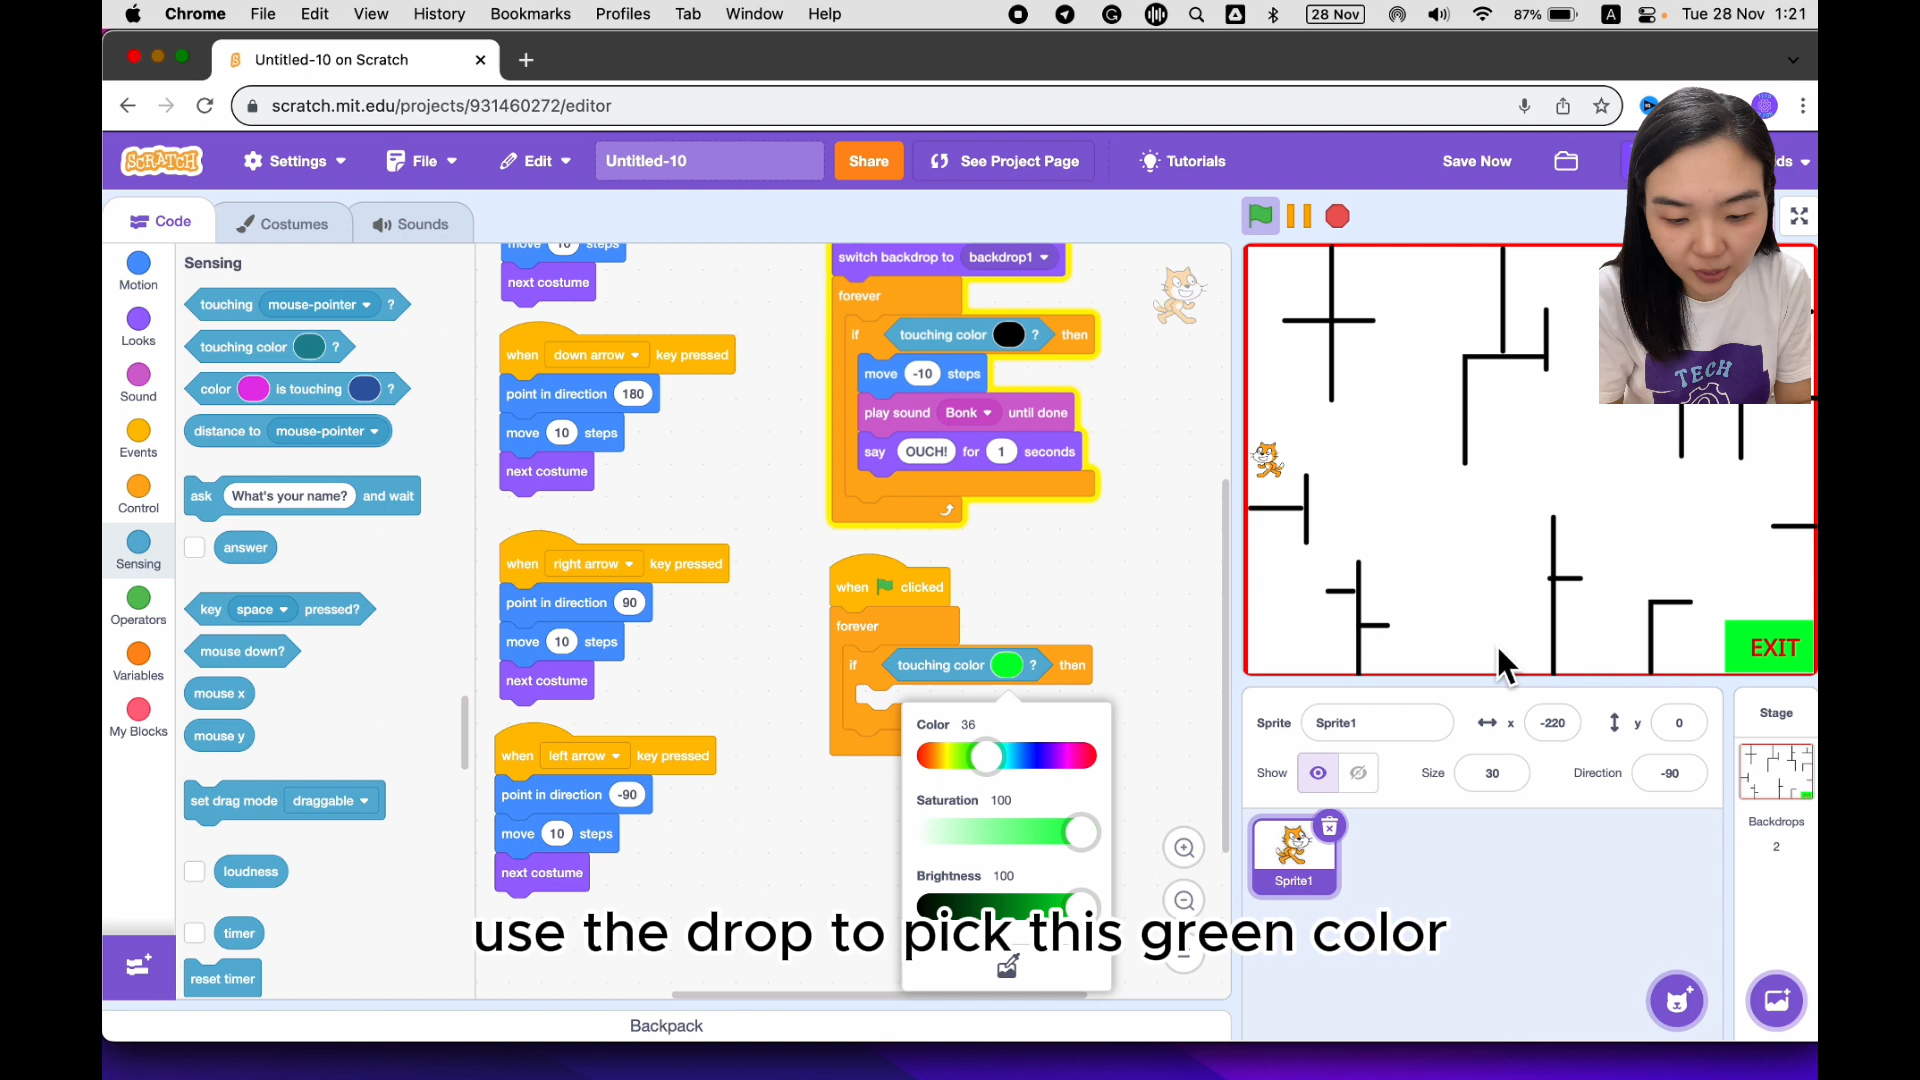 Chrome File Edit View History Bookmarks Profiles Tab Window Help 28 Nov 87% A Tue 28 Nov 1:21
Untitled-10 on Scratch
scratch.mit.edu/projects/931460272/editor
SCRATCH Settings File Edit Untitled-10 Share See Project Page Tutorials Save Now ds
Code Costumes Sounds
Motion
Looks
Sound
Events
Control
Sensing
Operators
Variables
My Blocks
Sensing
touching mouse-pointer ?
touching color ?
color is touching ?
distance to mouse-pointer
ask What's your name? and wait
answer
key space pressed?
mouse down?
mouse x
mouse y
set drag mode draggable
loudness
timer
reset timer
move 10 steps
next costume
when down arrow key pressed
point in direction 180
move 10 steps
next costume
when right arrow key pressed
point in direction 90
move 10 steps
next costume
when left arrow key pressed
point in direction -90
move 10 steps
next costume
switch backdrop to backdrop1
forever
if touching color ? then
move -10 steps
play sound Bonk until done
say OUCH! for 1 seconds
when clicked
forever
if touching color ? then
Color 36
Saturation 100
Brightness 100
TECH
EXIT
Sprite Sprite1 x -220 y 0
Show Size 30 Direction -90
Sprite1
Stage
Backdrops
2
use the drop to pick this green color
Backpack